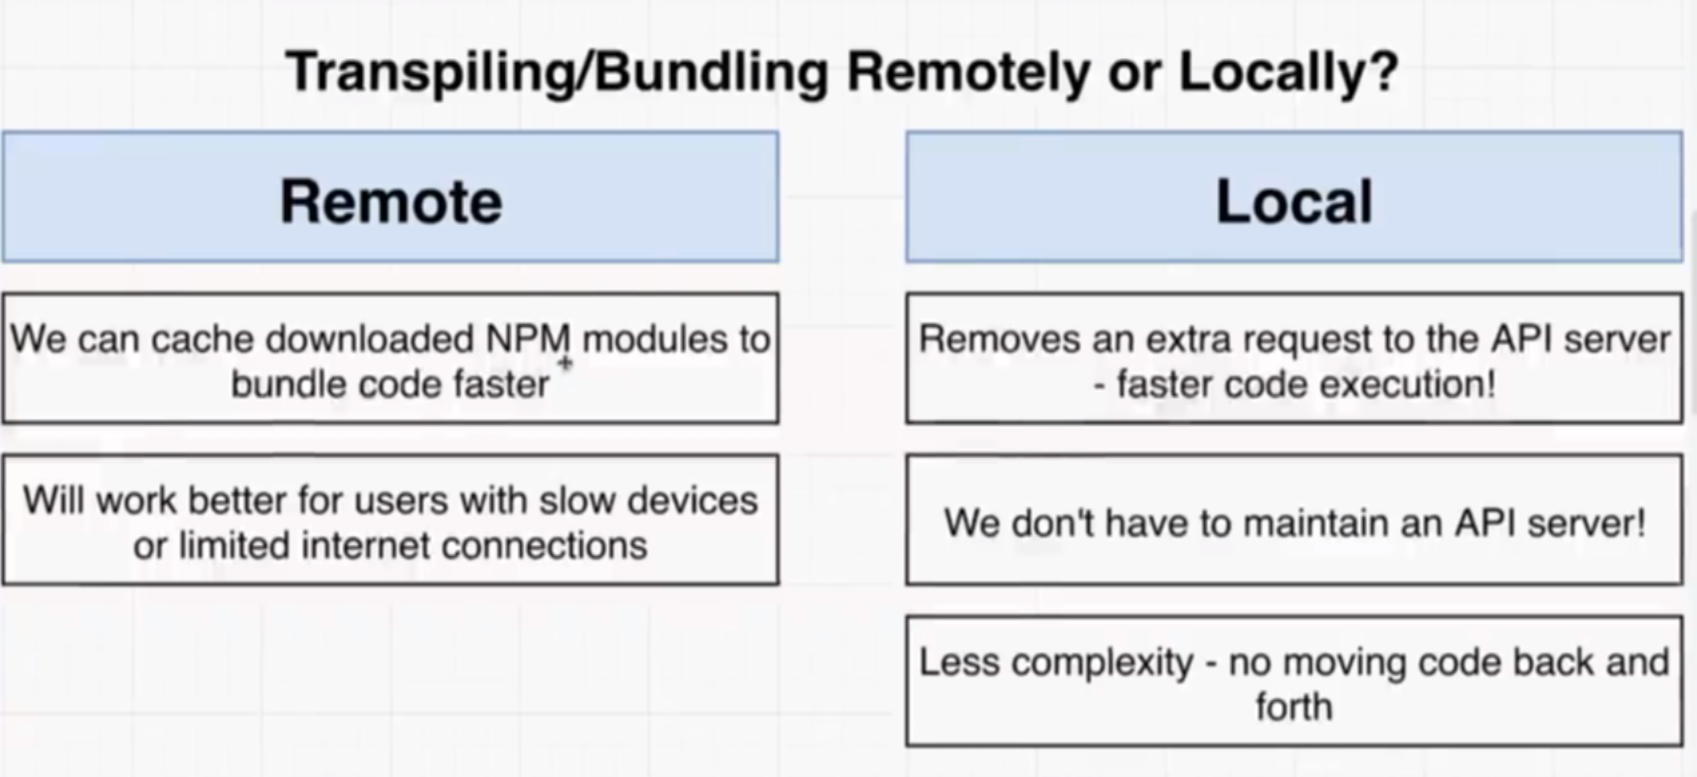 Transpiling/Bundling Remotely or Locally?
Remote
We can cache downloaded NPM modules to
bundle code faster
Will work better for users with slow devices
or limited internet connections
Local
Removes an extra request to the API server
- faster code execution!
We don't have to maintain an API server!
Less complexity - no moving code back and
forth